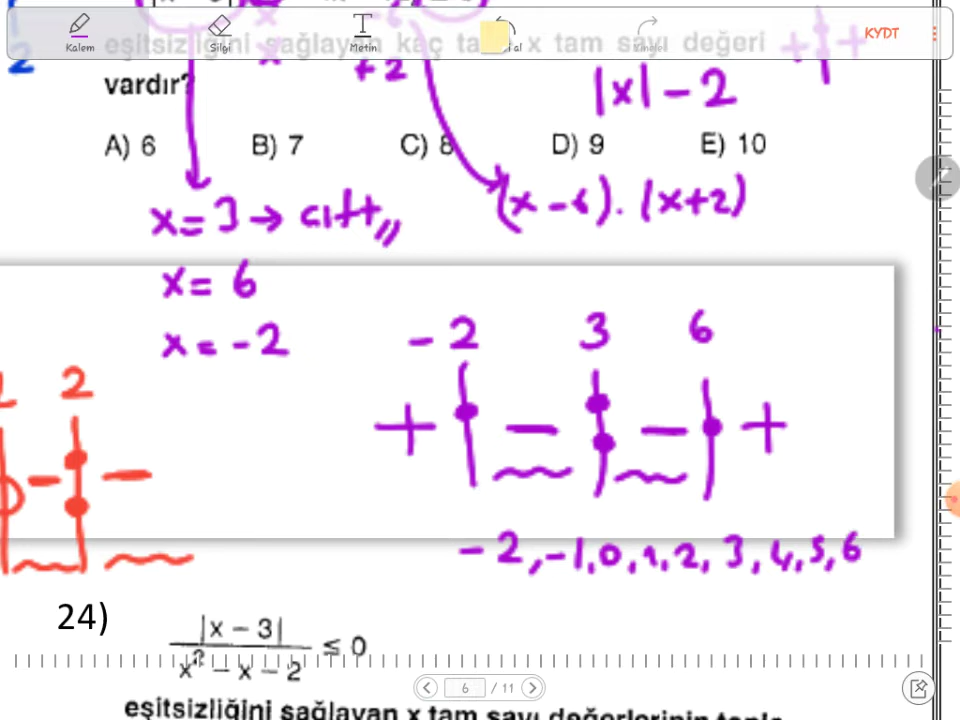 Kalem Silgi Metin KYDT
eşitsizliğini sağlayan kaç ta x tam sayı değeri
+2
vardır?
|x| - 2
A) 6 B) 7 C) 8 D) 9 E) 10
x = 3 → çift,,
(x - 6) . (x+2)
x = 6
x = -2
-2 3 6
+ - - +
2
- -
-2, -1, 0, 1, 2, 3, 4, 5, 6
24)
|x - 3|
x² - x - 2
≤ 0
6 / 11
eşitsizliğini sağlayan x tam sayı değerlerinin